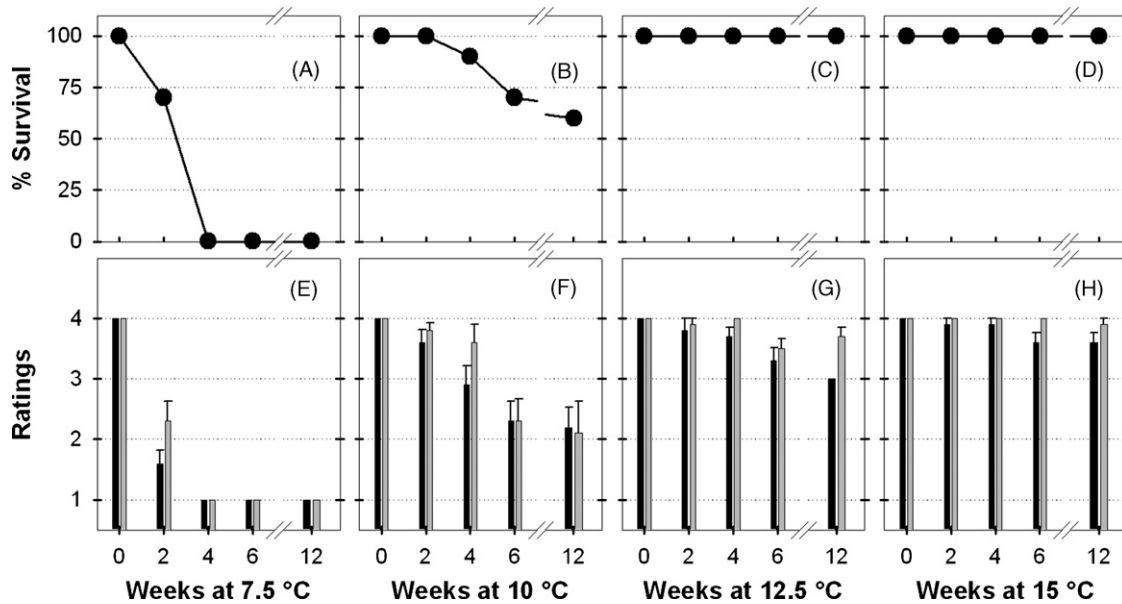 100
75
50
25
0
% Survival
(A) (B) (C) (D)
4
3
2
1
Ratings
(E) (F) (G) (H)
0 2 4 6 12 0 2 4 6 12 0 2 4 6 12 0 2 4 6 12
Weeks at 7.5 °C Weeks at 10 °C Weeks at 12.5 °C Weeks at 15 °C